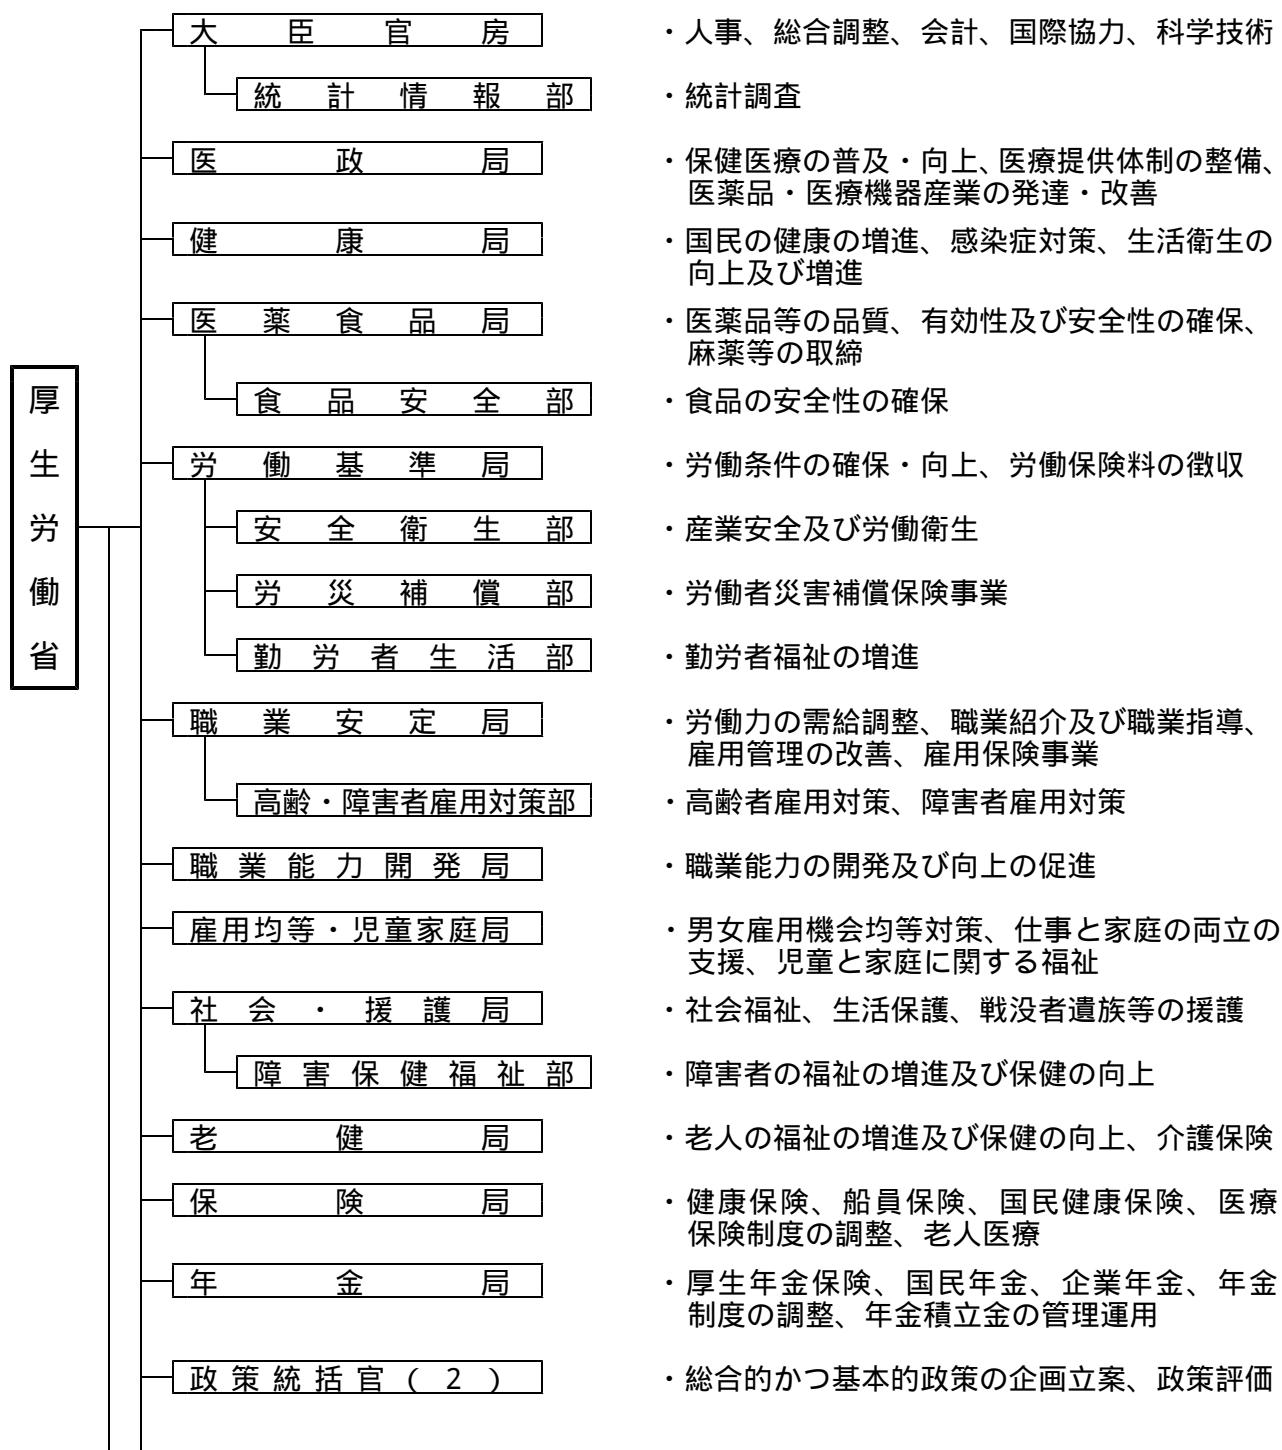 厚生労働省
大臣官房
・人事、総合調整、会計、国際協力、科学技術
統計情報部
・統計調査
医政局
・保健医療の普及・向上、医療提供体制の整備、
医薬品・医療機器産業の発達・改善
健康局
・国民の健康の増進、感染症対策、生活衛生の
向上及び増進
医薬食品局
・医薬品等の品質、有効性及び安全性の確保、
麻薬等の取締
食品安全部
・食品の安全性の確保
労働基準局
・労働条件の確保・向上、労働保険料の徴収
安全衛生部
・産業安全及び労働衛生
労災補償部
・労働者災害補償保険事業
勤労者生活部
・勤労者福祉の増進
職業安定局
・労働力の需給調整、職業紹介及び職業指導、
雇用管理の改善、雇用保険事業
高齢・障害者雇用対策部
・高齢者雇用対策、障害者雇用対策
職業能力開発局
・職業能力の開発及び向上の促進
雇用均等・児童家庭局
・男女雇用機会均等対策、仕事と家庭の両立の
支援、児童と家庭に関する福祉
社会・援護局
・社会福祉、生活保護、戦没者遺族等の援護
障害保健福祉部
・障害者の福祉の増進及び保健の向上
老健局
・老人の福祉の増進及び保健の向上、介護保険
保険局
・健康保険、船員保険、国民健康保険、医療
保険制度の調整、老人医療
年金局
・厚生年金保険、国民年金、企業年金、年金
制度の調整、年金積立金の管理運用
政策統括官(2)
・総合的かつ基本的政策の企画立案、政策評価